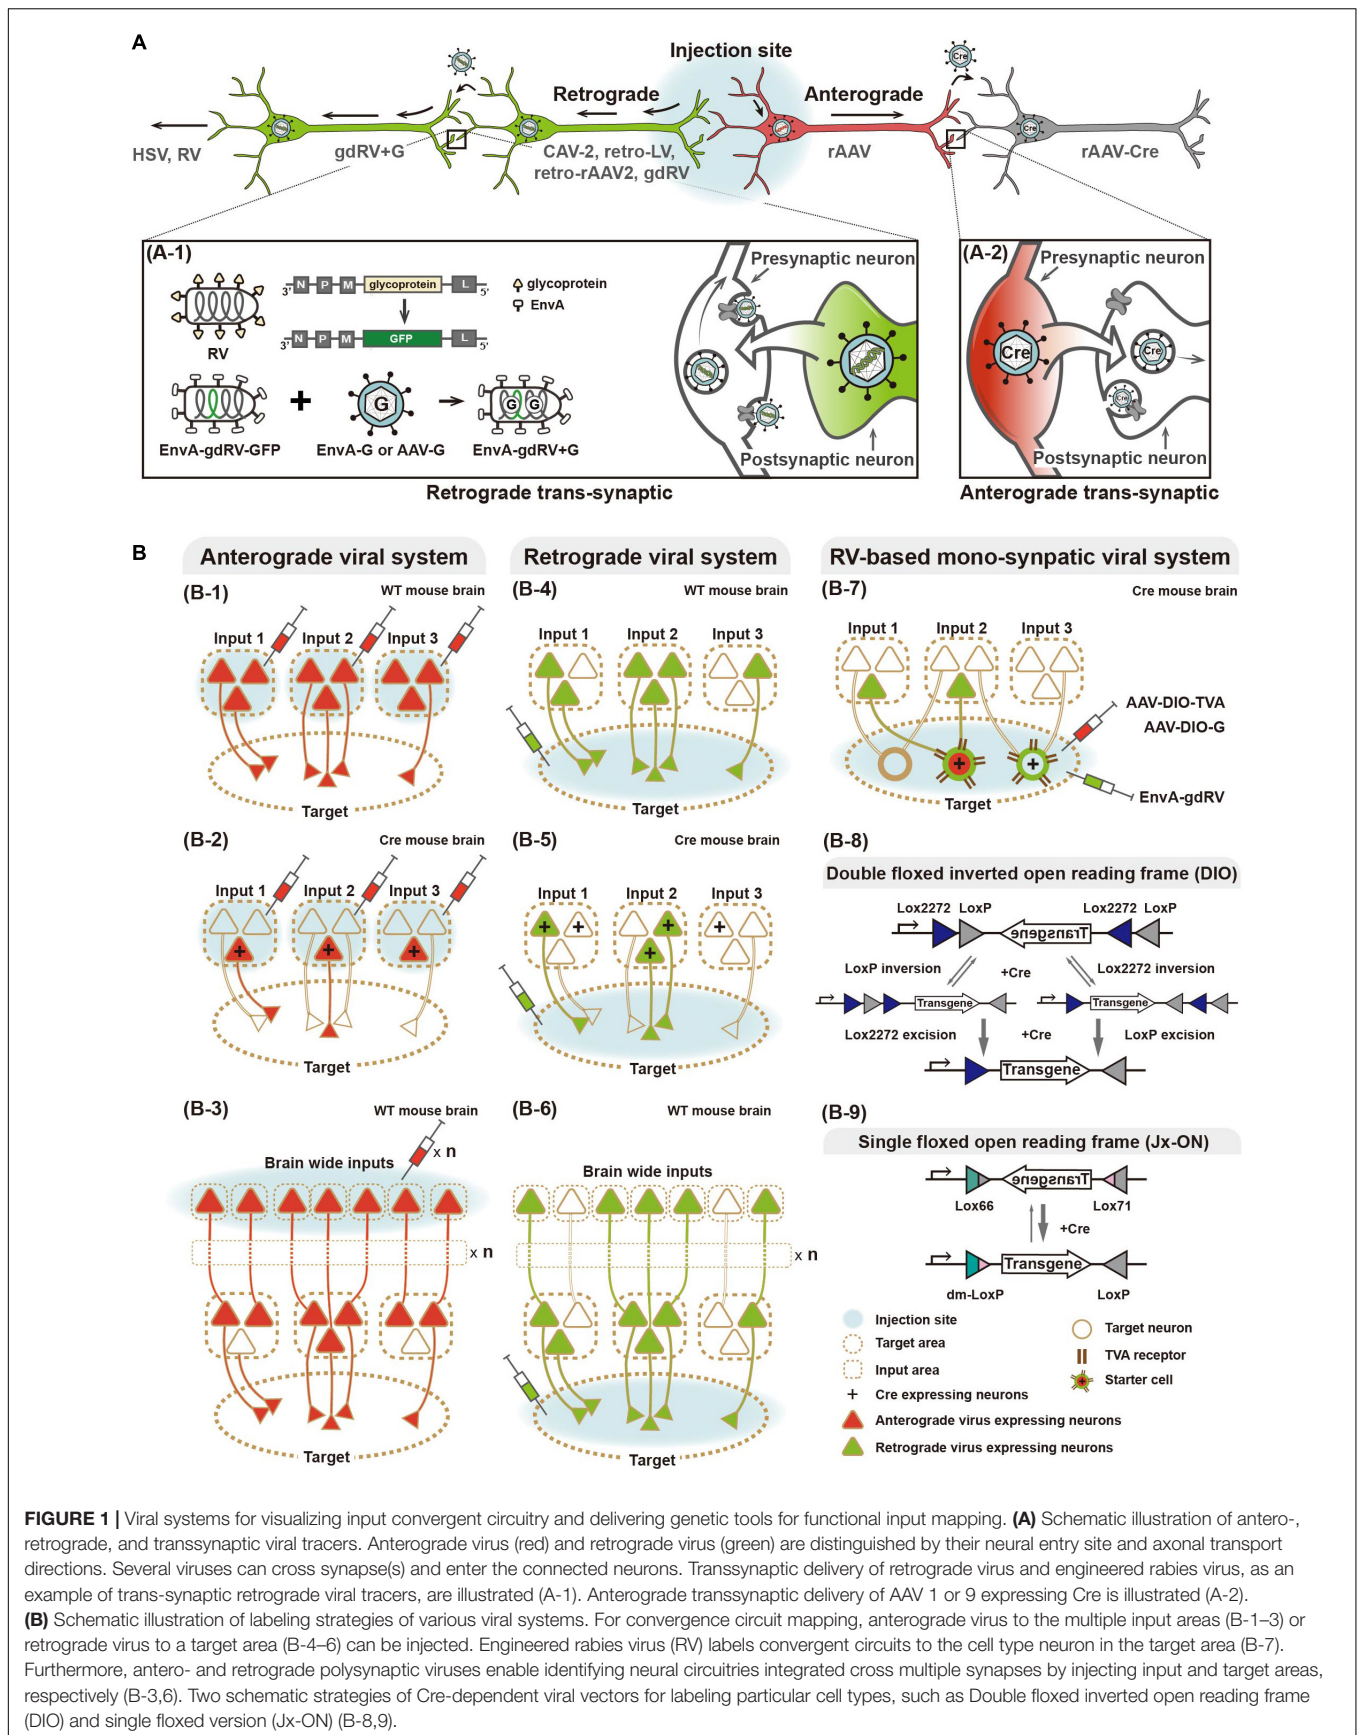 A
Injection site
Cre
Retrograde
Anterograde
Cre
HSV, RV
gdRV+G
CAV-2, retro-LV,
retro-rAAV2, gdRV
rAAV
rAAV-Cre
(A-1)
3' N P M glycoprotein L 5'
glycoprotein
EnvA
RV
3' N P M GFP L 5'
EnvA-gdRV-GFP
+
G
EnvA-G or AAV-G
G G
EnvA-gdRV+G
Presynaptic neuron
Postsynaptic neuron
Retrograde trans-synaptic
(A-2)
Presynaptic neuron
Cre
Cre
Cre
Postsynaptic neuron
Anterograde trans-synaptic
B
Anterograde viral system
Retrograde viral system
RV-based mono-synpatic viral system
(B-1)
WT mouse brain
Input 1
Input 2
Input 3
Target
(B-4)
WT mouse brain
Input 1
Input 2
Input 3
Target
(B-7)
Cre mouse brain
Input 1
Input 2
Input 3
AAV-DIO-TVA
AAV-DIO-G
+ +
EnvA-gdRV
Target
(B-2)
Cre mouse brain
Input 1
Input 2
Input 3
+ + +
Target
(B-5)
Cre mouse brain
Input 1
Input 2
Input 3
+ + + +
+
Target
(B-8)
Double floxed inverted open reading frame (DIO)
Lox2272 LoxP
Lox2272 LoxP
Transgene
LoxP inversion
+Cre
Lox2272 inversion
Transgene
Transgene
Lox2272 excision
+Cre
LoxP excision
Transgene
(B-3)
WT mouse brain
x n
Brain wide inputs
x n
Target
(B-6)
WT mouse brain
Brain wide inputs
x n
Target
(B-9)
Single floxed open reading frame (Jx-ON)
Transgene
Lox66
Lox71
+Cre
Transgene
dm-LoxP
LoxP
Injection site
Target area
Input area
+ Cre expressing neurons
Anterograde virus expressing neurons
Retrograde virus expressing neurons
Target neuron
TVA receptor
+ Starter cell
FIGURE 1 | Viral systems for visualizing input convergent circuitry and delivering genetic tools for functional input mapping. (A) Schematic illustration of antero-,
retrograde, and transsynaptic viral tracers. Anterograde virus (red) and retrograde virus (green) are distinguished by their neural entry site and axonal transport
directions. Several viruses can cross synapse(s) and enter the connected neurons. Transsynaptic delivery of retrograde virus and engineered rabies virus, as an
example of trans-synaptic retrograde viral tracers, are illustrated (A-1). Anterograde transsynaptic delivery of AAV 1 or 9 expressing Cre is illustrated (A-2).
(B) Schematic illustration of labeling strategies of various viral systems. For convergence circuit mapping, anterograde virus to the multiple input areas (B-1–3) or
retrograde virus to a target area (B-4–6) can be injected. Engineered rabies virus (RV) labels convergent circuits to the cell type neuron in the target area (B-7).
Furthermore, antero- and retrograde polysynaptic viruses enable identifying neural circuitries integrated cross multiple synapses by injecting input and target areas,
respectively (B-3,6). Two schematic strategies of Cre-dependent viral vectors for labeling particular cell types, such as Double floxed inverted open reading frame
(DIO) and single floxed version (Jx-ON) (B-8,9).